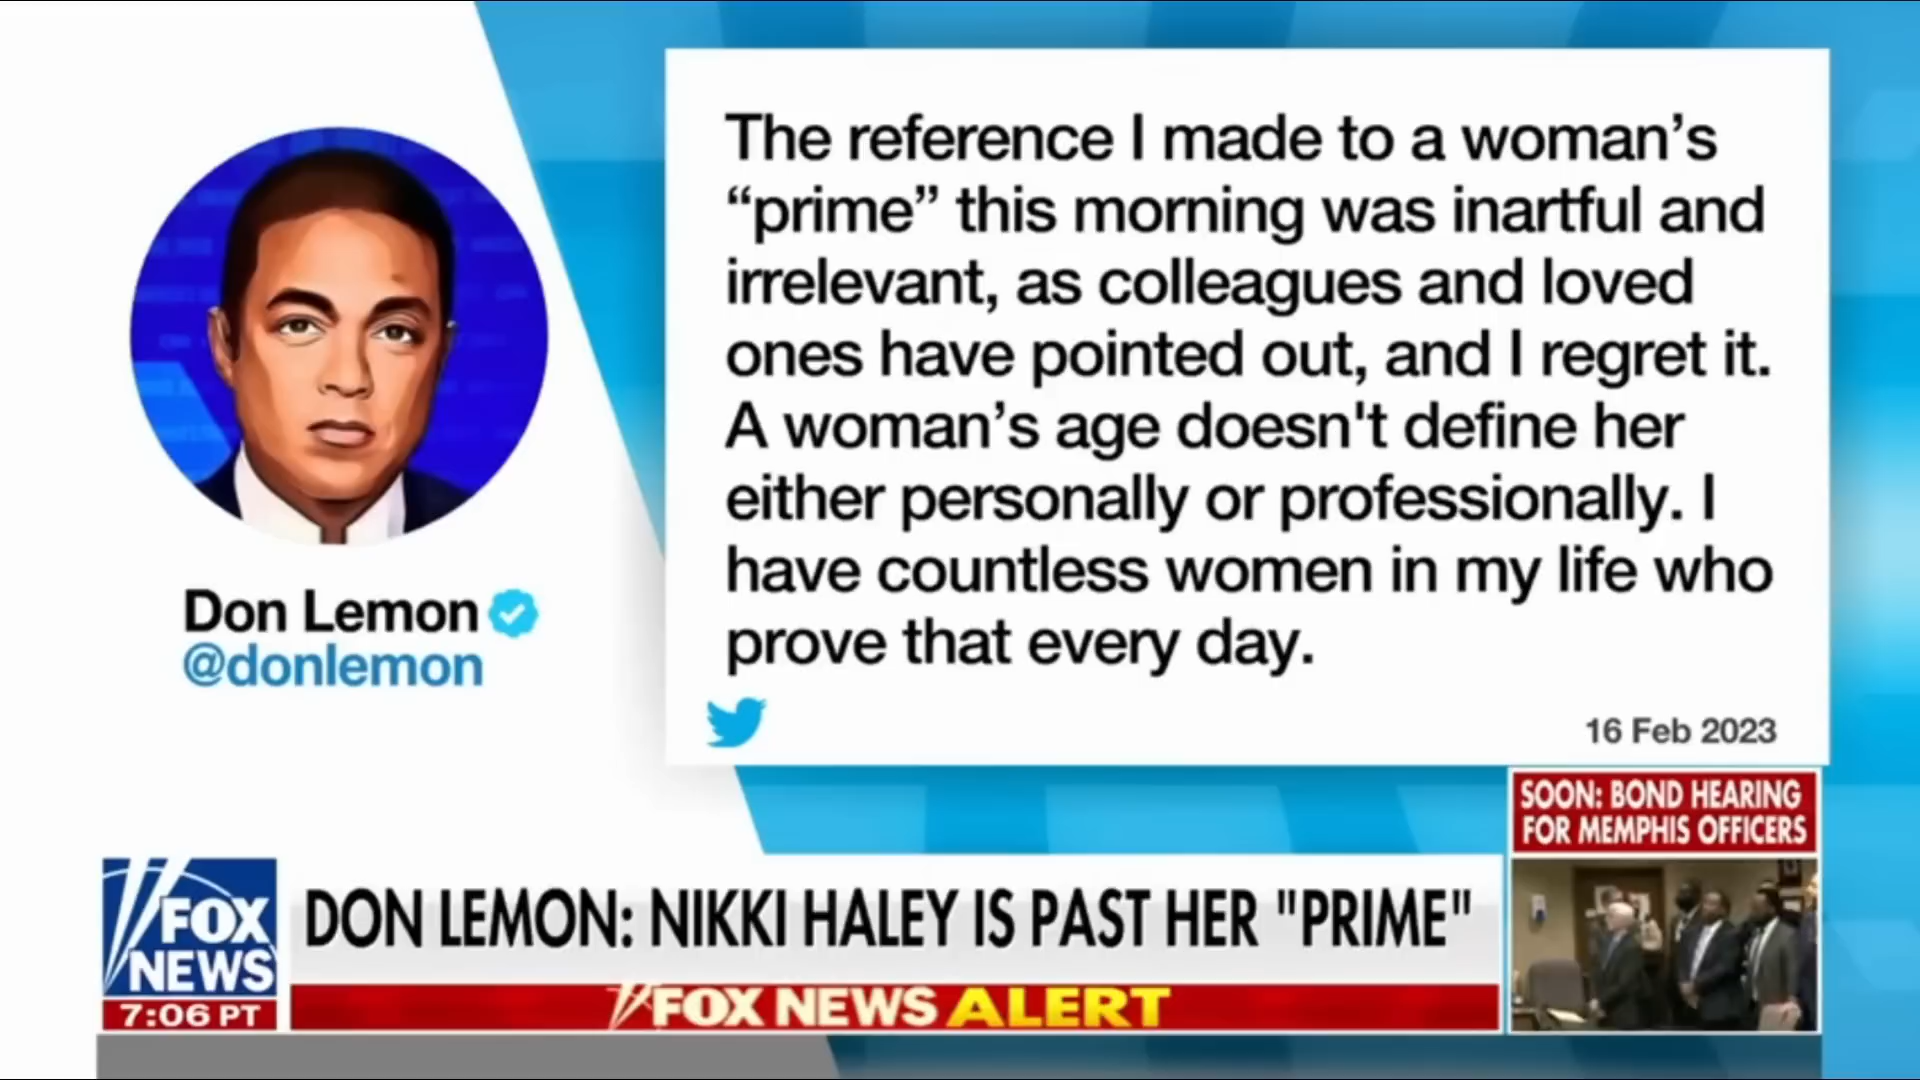 The reference I made to a woman’s
“prime” this morning was inartful and
irrelevant, as colleagues and loved
ones have pointed out, and I regret it.
A woman’s age doesn't define her
either personally or professionally. I
have countless women in my life who
prove that every day.
16 Feb 2023
Don Lemon
@donlemon
SOON: BOND HEARING
FOR MEMPHIS OFFICERS
FOX
NEWS
7:06 PT
DON LEMON: NIKKI HALEY IS PAST HER "PRIME"
FOX NEWS ALERT